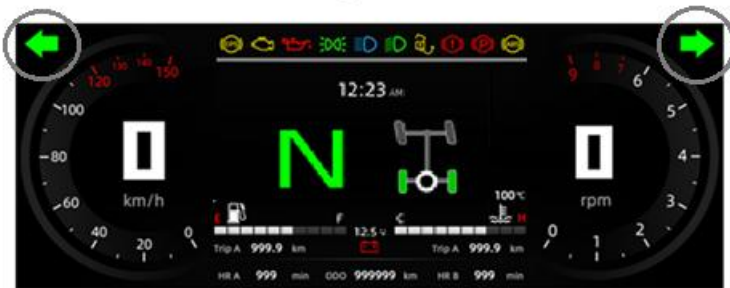 12:23 AM
120 130 140 150
100
80
60
40
20
0
0
km/h
N
9 8 7
6
5
4
3
2
1
0
0
rpm
100℃
E F C H
12.5 v
Trip A 999.9 km Trip A 999.9 km
HR A 999 min ODO 999999 km HR B 999 min